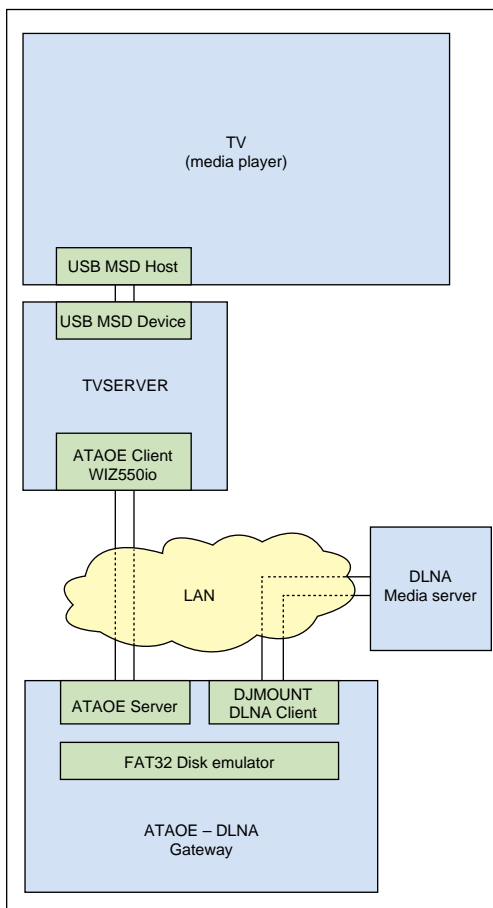 TV
(media player)
USB MSD Host
USB MSD Device
TVSERVER
ATAOE Client
WIZ550io
LAN
DLNA
Media server
ATAOE Server
DJMOUNT
DLNA Client
FAT32 Disk emulator
ATAOE – DLNA
Gateway